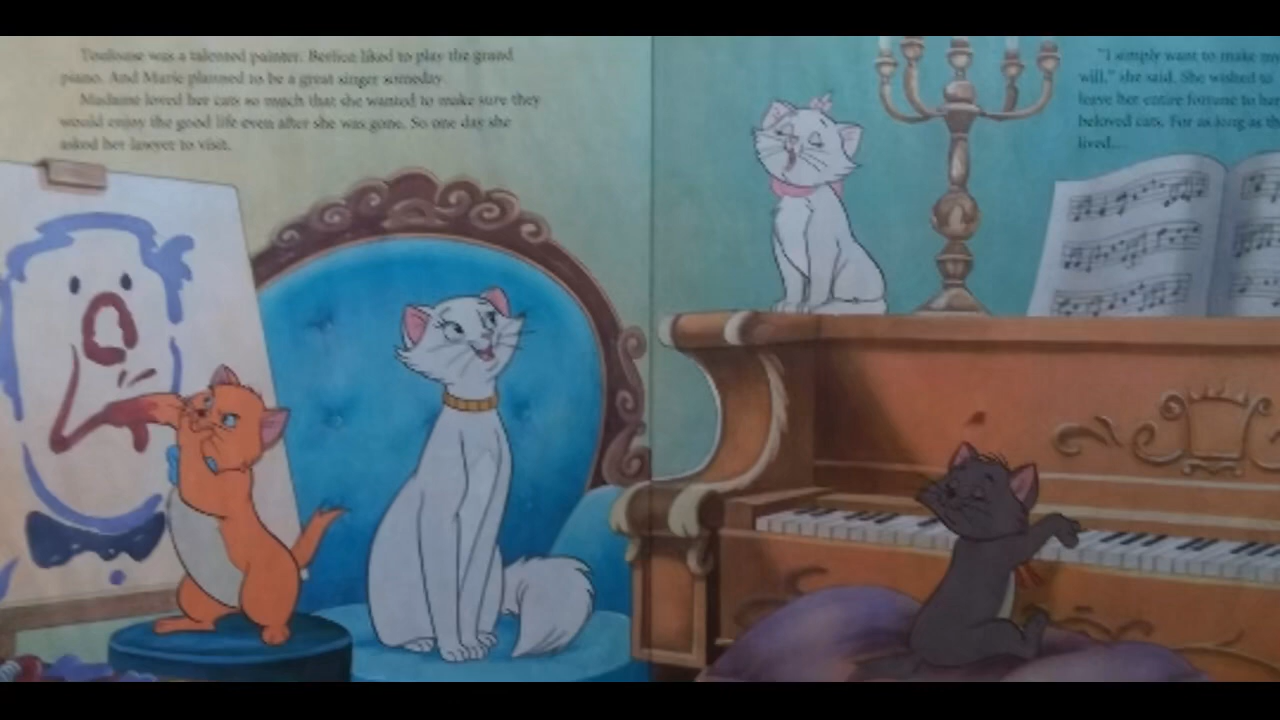 Toulouse was a talented painter. Berlioz liked to play the grand
piano. And Marie planned to be a great singer someday.
Madame loved her cats so much that she wanted to make sure they
would enjoy the good life even after she was gone. So one day she
asked her lawyer to visit.
"I simply want to make my
will," she said. She wished to
leave her entire fortune to her
beloved cats. For as long as th
lived...